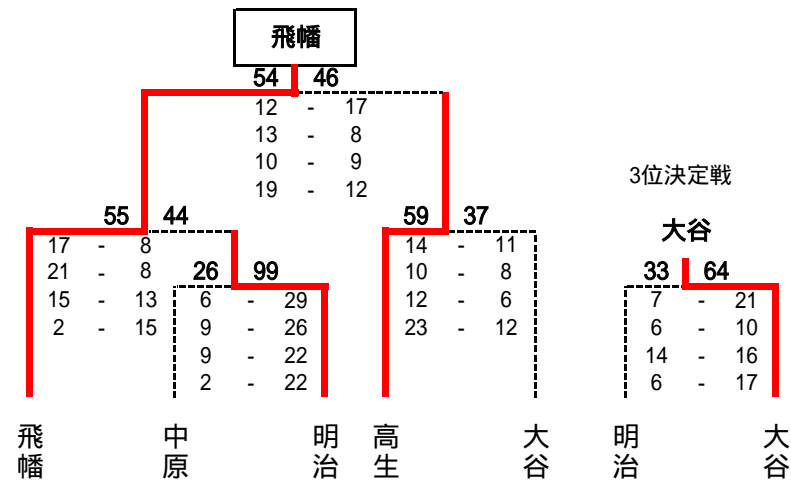 飛幡
54 46
12 - 17
13 - 8
10 - 9
19 - 12
3位決定戦
大谷
55 44
17 - 8
21 - 8
15 - 13
2 - 15
26 99
6 - 29
9 - 26
9 - 22
2 - 22
59 37
14 - 11
10 - 8
12 - 6
23 - 12
33 64
7 - 21
6 - 10
14 - 16
6 - 17
飛幡
中原
明治
高生
大谷
明治
大谷